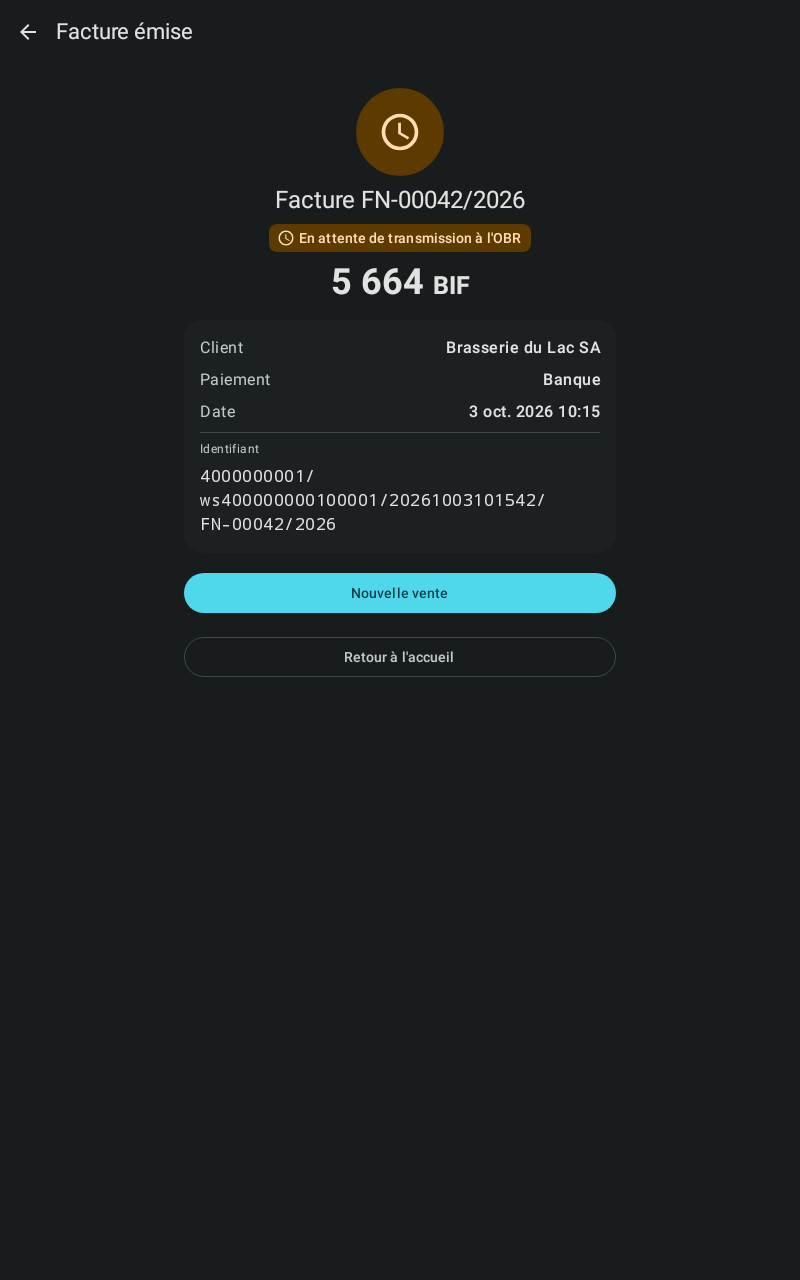 Facture émise
Facture FN-00042/2026
En attente de transmission à l'OBR
5 664 BIF
Client Brasserie du Lac SA
Paiement Banque
Date 3 oct. 2026 10:15
Identifiant
4000000001/
ws400000000100001/20261003101542/
FN-00042/2026
Nouvelle vente
Retour à l'accueil